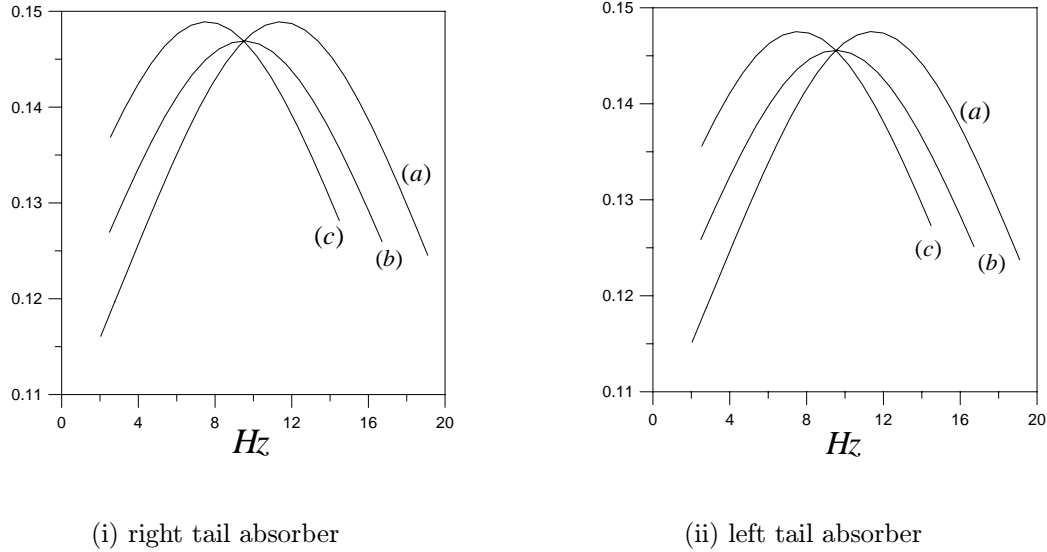 0.15
0.14
0.13
0.12
0.11
0 4 8 12 16 20
Hz
(a)
(b)
(c)
(i) right tail absorber
0.15
0.14
0.13
0.12
0.11
0 4 8 12 16 20
Hz
(a)
(b)
(c)
(ii) left tail absorber